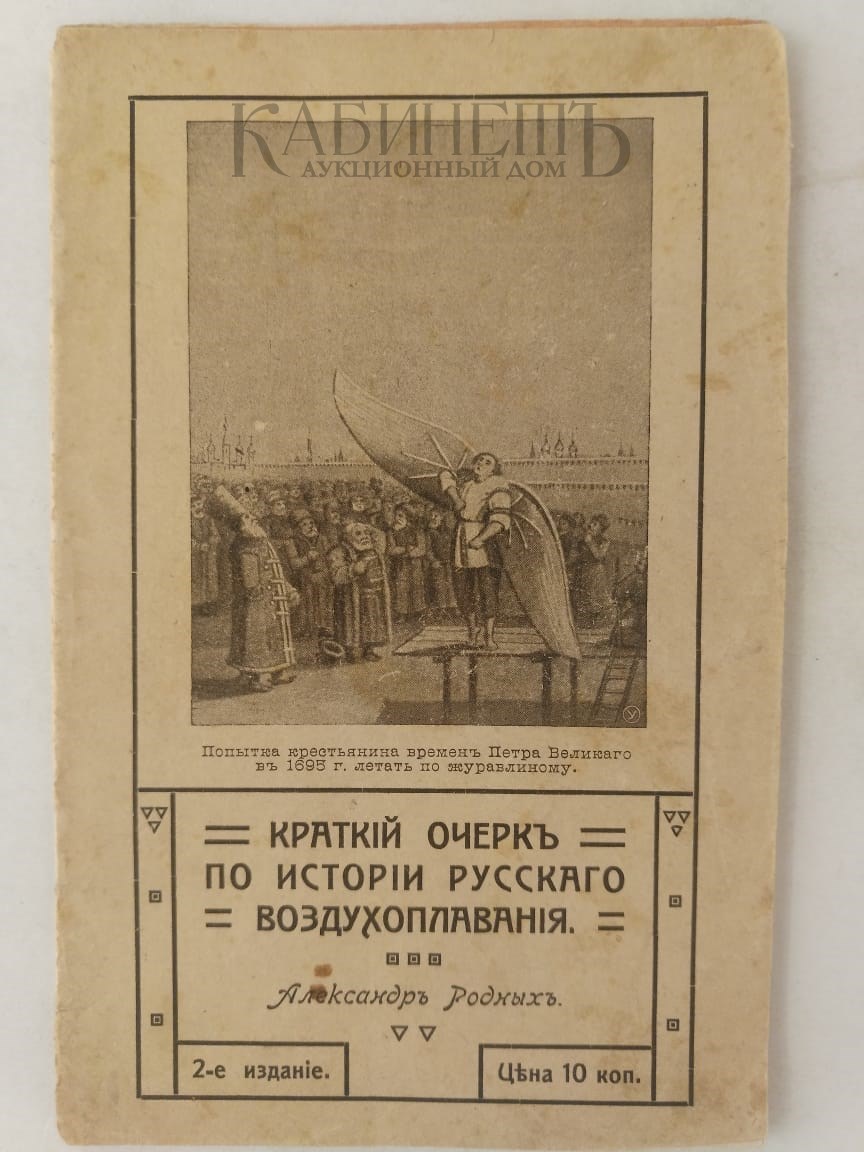 КАБИНЕТЪ
АУКЦИОННЫЙ ДОМ
У
Попытка крестьянина временъ Петра Великаго
въ 1695 г. летать по журавлиному.
КРАТКІЙ ОЧЕРКЪ
ПО ИСТОРІИ РУССКАГО
ВОЗДУХОПЛАВАНІЯ.
Александръ Родныхъ.
2-е изданіе.
Цѣна 10 коп.